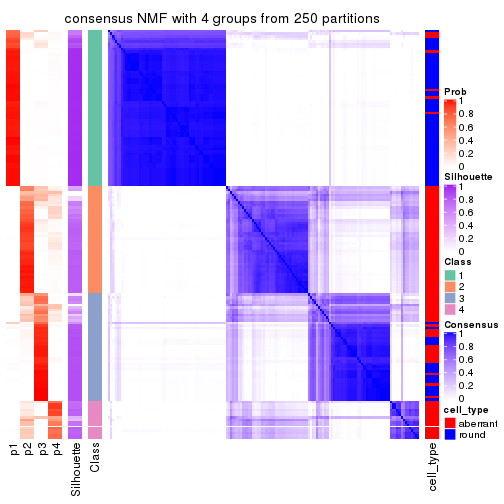 consensus NMF with 4 groups from 250 partitions
Prob
1
0.8
0.6
0.4
0.2
0
Silhouette
1
0.8
0.6
0.4
0.2
0
Class
1
2
3
4
Consensus
1
0.8
0.6
0.4
0.2
0
cell_type
aberrant
round
p1
p2
p3
p4
Silhouette
Class
cell_type